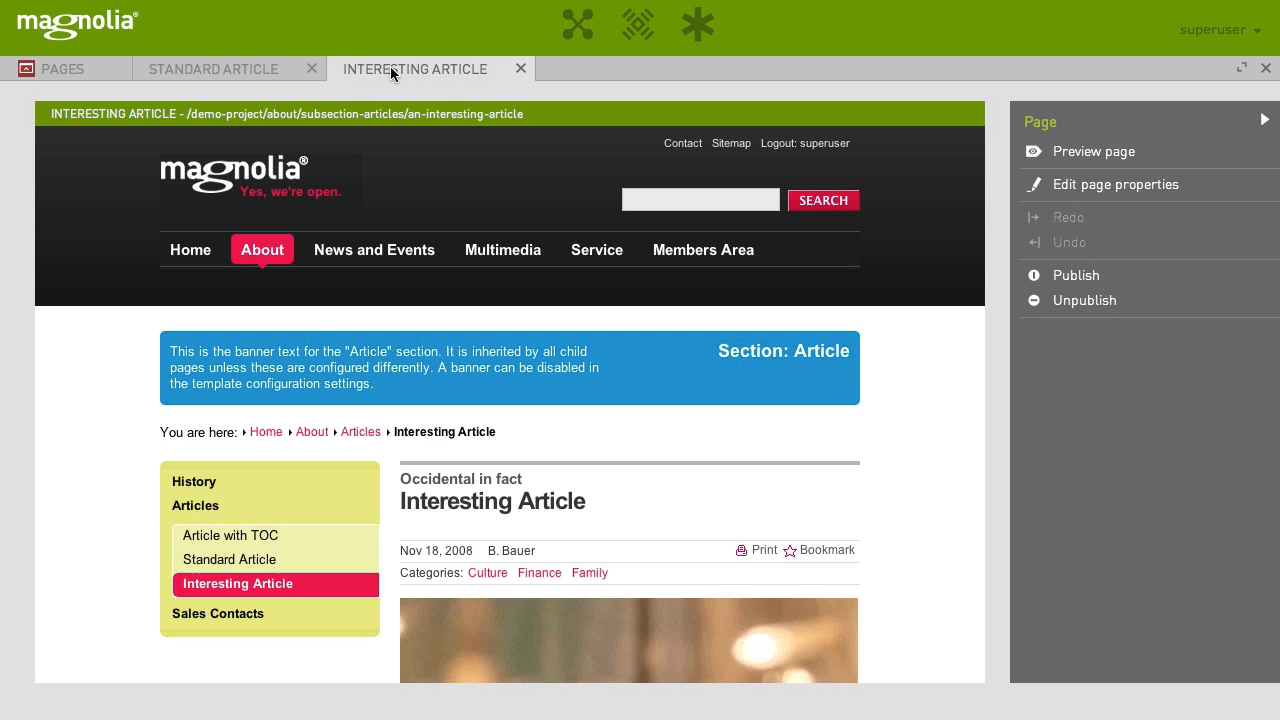 magnolia®
superuser
PAGES
STANDARD ARTICLE
INTERESTING ARTICLE
INTERESTING ARTICLE - /demo-project/about/subsection-articles/an-interesting-article
Contact Sitemap Logout: superuser
magnolia®
Yes, we're open.
SEARCH
Home About News and Events Multimedia Service Members Area
This is the banner text for the "Article" section. It is inherited by all child
pages unless these are configured differently. A banner can be disabled in
the template configuration settings.
Section: Article
You are here: Home About Articles Interesting Article
History
Articles
Article with TOC
Standard Article
Interesting Article
Sales Contacts
Occidental in fact
Interesting Article
Nov 18, 2008 B. Bauer Print Bookmark
Categories: Culture Finance Family
Page
Preview page
Edit page properties
Redo
Undo
Publish
Unpublish